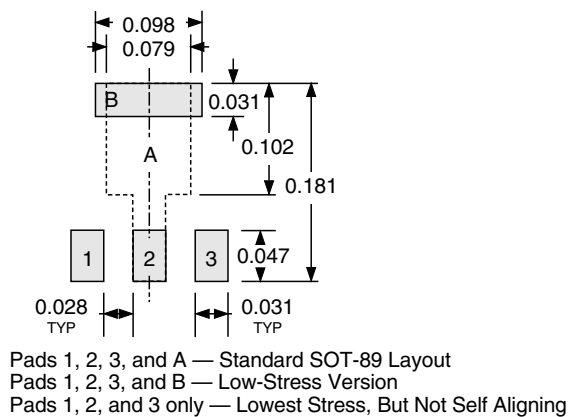 0.098
0.079
B
0.031
A
0.102
0.181
1
2
3
0.047
0.028
TYP
0.031
TYP
Pads 1, 2, 3, and A — Standard SOT-89 Layout
Pads 1, 2, 3, and B — Low-Stress Version
Pads 1, 2, and 3 only — Lowest Stress, But Not Self Aligning